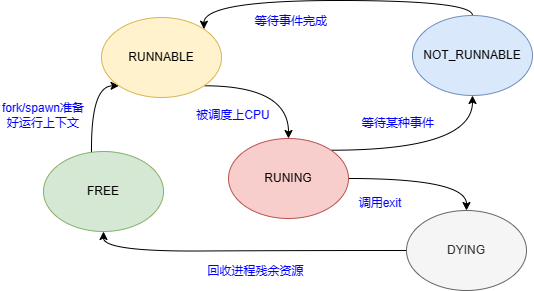 等待事件完成
RUNNABLE
NOT_RUNNABLE
fork/spawn准备
好运行上下文
被调度上CPU
等待某种事件
FREE
RUNING
调用exit
DYING
回收进程残余资源